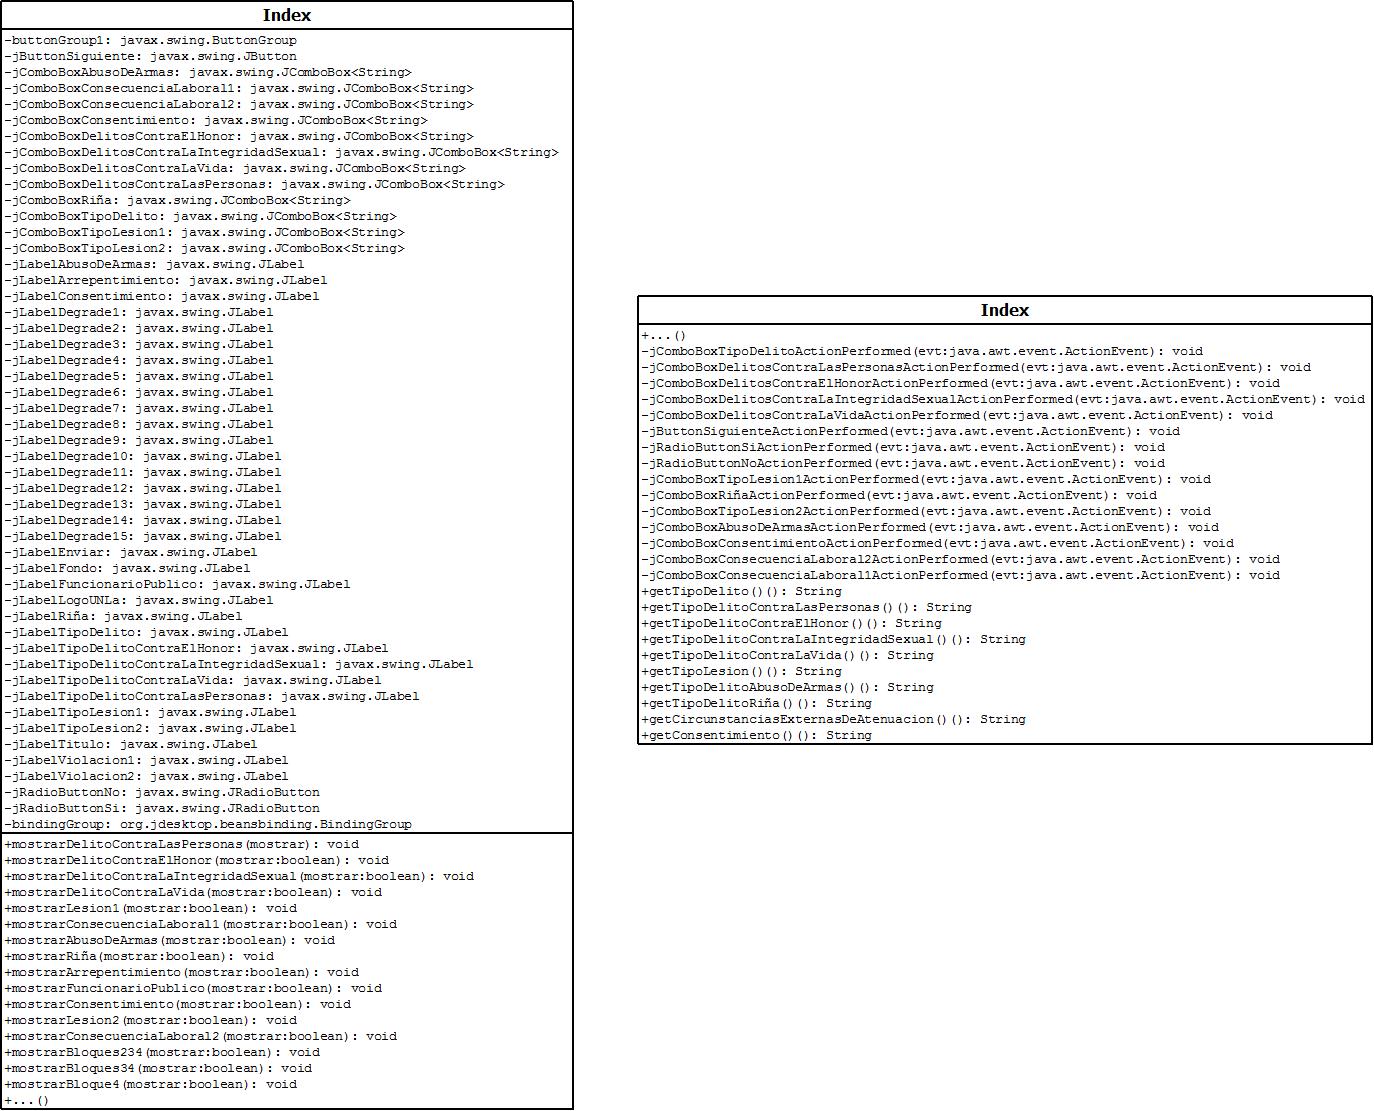 Index
-buttonGroup1: javax.swing.ButtonGroup
-jButtonSiguiente: javax.swing.JButton
-jComboBoxAbusoDeArmas: javax.swing.JComboBox<String>
-jComboBoxConsecuenciaLaboral1: javax.swing.JComboBox<String>
-jComboBoxConsecuenciaLaboral2: javax.swing.JComboBox<String>
-jComboBoxConsentimiento: javax.swing.JComboBox<String>
-jComboBoxDelitosContraElHonor: javax.swing.JComboBox<String>
-jComboBoxDelitosContraLaIntegridadSexual: javax.swing.JComboBox<String>
-jComboBoxDelitosContraLaVida: javax.swing.JComboBox<String>
-jComboBoxDelitosContraLasPersonas: javax.swing.JComboBox<String>
-jComboBoxRiña: javax.swing.JComboBox<String>
-jComboBoxTipoDelito: javax.swing.JComboBox<String>
-jComboBoxTipoLesion1: javax.swing.JComboBox<String>
-jComboBoxTipoLesion2: javax.swing.JComboBox<String>
-jLabelAbusoDeArmas: javax.swing.JLabel
-jLabelArrepentimiento: javax.swing.JLabel
-jLabelConsentimiento: javax.swing.JLabel
-jLabelDegrade1: javax.swing.JLabel
-jLabelDegrade2: javax.swing.JLabel
-jLabelDegrade3: javax.swing.JLabel
-jLabelDegrade4: javax.swing.JLabel
-jLabelDegrade5: javax.swing.JLabel
-jLabelDegrade6: javax.swing.JLabel
-jLabelDegrade7: javax.swing.JLabel
-jLabelDegrade8: javax.swing.JLabel
-jLabelDegrade9: javax.swing.JLabel
-jLabelDegrade10: javax.swing.JLabel
-jLabelDegrade11: javax.swing.JLabel
-jLabelDegrade12: javax.swing.JLabel
-jLabelDegrade13: javax.swing.JLabel
-jLabelDegrade14: javax.swing.JLabel
-jLabelDegrade15: javax.swing.JLabel
-jLabelEnviar: javax.swing.JLabel
-jLabelFondo: javax.swing.JLabel
-jLabelFuncionarioPublico: javax.swing.JLabel
-jLabelLogoUNLa: javax.swing.JLabel
-jLabelRiña: javax.swing.JLabel
-jLabelTipoDelito: javax.swing.JLabel
-jLabelTipoDelitoContraElHonor: javax.swing.JLabel
-jLabelTipoDelitoContraLaIntegridadSexual: javax.swing.JLabel
-jLabelTipoDelitoContraLaVida: javax.swing.JLabel
-jLabelTipoDelitoContraLasPersonas: javax.swing.JLabel
-jLabelTipoLesion1: javax.swing.JLabel
-jLabelTipoLesion2: javax.swing.JLabel
-jLabelTitulo: javax.swing.JLabel
-jLabelViolacion1: javax.swing.JLabel
-jLabelViolacion2: javax.swing.JLabel
-jRadioButtonNo: javax.swing.JRadioButton
-jRadioButtonSi: javax.swing.JRadioButton
-bindingGroup: org.jdesktop.beansbinding.BindingGroup
+mostrarDelitoContraLasPersonas(mostrar): void
+mostrarDelitoContraElHonor(mostrar:boolean): void
+mostrarDelitoContraLaIntegridadSexual(mostrar:boolean): void
+mostrarDelitoContraLaVida(mostrar:boolean): void
+mostrarLesion1(mostrar:boolean): void
+mostrarConsecuenciaLaboral1(mostrar:boolean): void
+mostrarAbusoDeArmas(mostrar:boolean): void
+mostrarRiña(mostrar:boolean): void
+mostrarArrepentimiento(mostrar:boolean): void
+mostrarFuncionarioPublico(mostrar:boolean): void
+mostrarConsentimiento(mostrar:boolean): void
+mostrarLesion2(mostrar:boolean): void
+mostrarConsecuenciaLaboral2(mostrar:boolean): void
+mostrarBloques234(mostrar:boolean): void
+mostrarBloques34(mostrar:boolean): void
+mostrarBloque4(mostrar:boolean): void
+...()
Index
+...()
-jComboBoxTipoDelitoActionPerformed(evt:java.awt.event.ActionEvent): void
-jComboBoxDelitosContraLasPersonasActionPerformed(evt:java.awt.event.ActionEvent): void
-jComboBoxDelitosContraElHonorActionPerformed(evt:java.awt.event.ActionEvent): void
-jComboBoxDelitosContraLaIntegridadSexualActionPerformed(evt:java.awt.event.ActionEvent): void
-jComboBoxDelitosContraLaVidaActionPerformed(evt:java.awt.event.ActionEvent): void
-jButtonSiguienteActionPerformed(evt:java.awt.event.ActionEvent): void
-jRadioButtonSiActionPerformed(evt:java.awt.event.ActionEvent): void
-jRadioButtonNoActionPerformed(evt:java.awt.event.ActionEvent): void
-jComboBoxTipoLesion1ActionPerformed(evt:java.awt.event.ActionEvent): void
-jComboBoxRiñaActionPerformed(evt:java.awt.event.ActionEvent): void
-jComboBoxTipoLesion2ActionPerformed(evt:java.awt.event.ActionEvent): void
-jComboBoxAbusoDeArmasActionPerformed(evt:java.awt.event.ActionEvent): void
-jComboBoxConsentimientoActionPerformed(evt:java.awt.event.ActionEvent): void
-jComboBoxConsecuenciaLaboral2ActionPerformed(evt:java.awt.event.ActionEvent): void
-jComboBoxConsecuenciaLaboral1ActionPerformed(evt:java.awt.event.ActionEvent): void
+getTipoDelito()(): String
+getTipoDelitoContraLasPersonas()(): String
+getTipoDelitoContraElHonor()(): String
+getTipoDelitoContraLaIntegridadSexual()(): String
+getTipoDelitoContraLaVida()(): String
+getTipoLesion()(): String
+getTipoDelitoAbusoDeArmas()(): String
+getTipoDelitoRiña()(): String
+getCircunstanciasExternasDeAtenuacion()(): String
+getConsentimiento()(): String